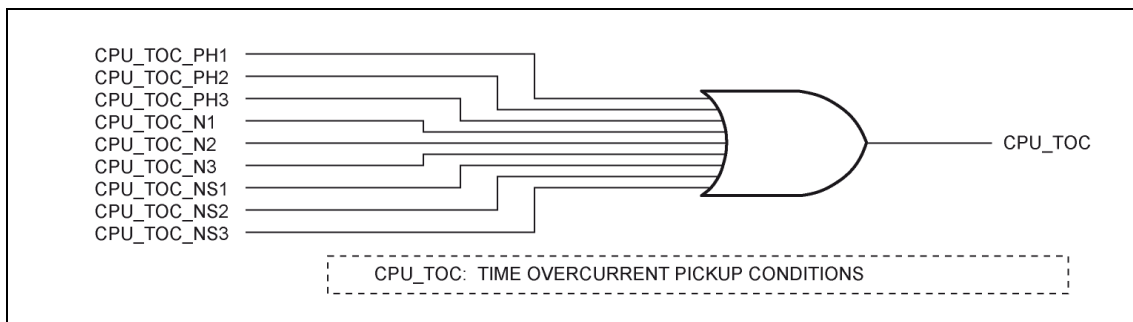 CPU_TOC_PH1
CPU_TOC_PH2
CPU_TOC_PH3
CPU_TOC_N1
CPU_TOC_N2
CPU_TOC_N3
CPU_TOC_NS1
CPU_TOC_NS2
CPU_TOC_NS3
CPU_TOC
CPU_TOC: TIME OVERCURRENT PICKUP CONDITIONS